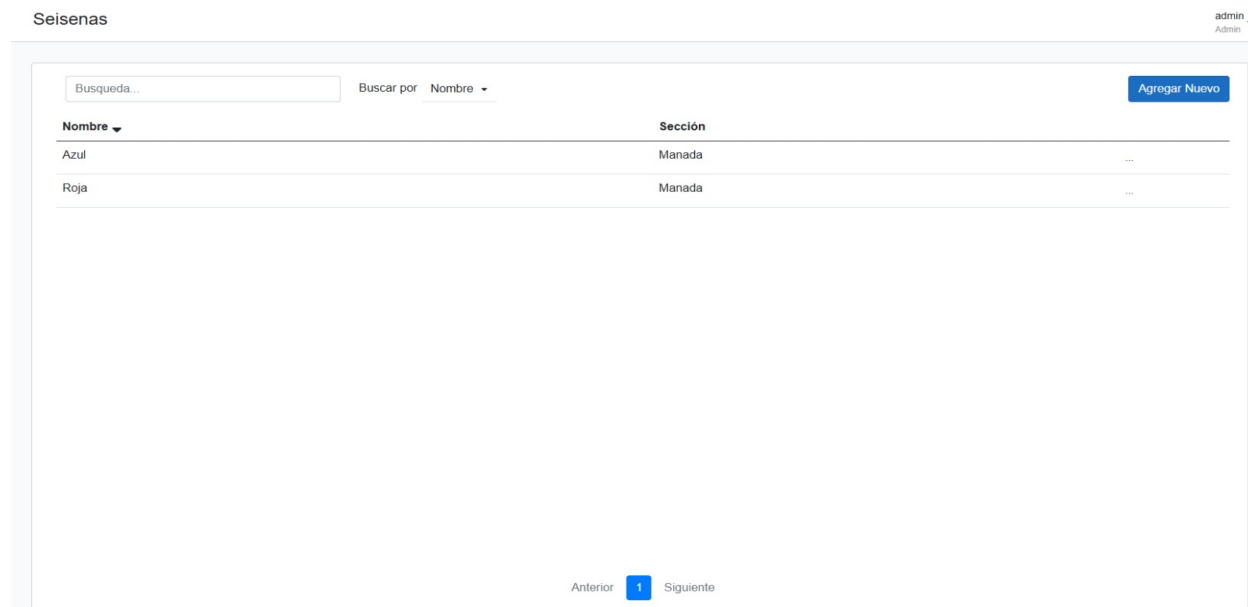 Seisenas
admin
Admin
Busqueda...
Buscar por Nombre
Agregar Nuevo
Nombre Sección
Azul Manada ...
Roja Manada ...
Anterior 1 Siguiente